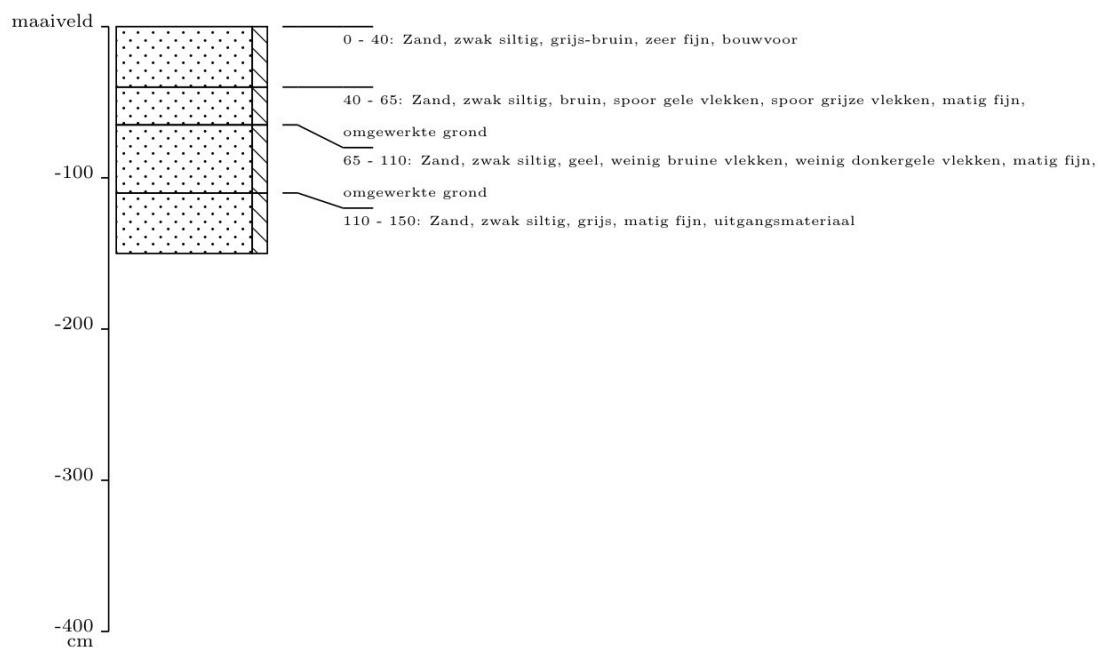 maaiveld
0 - 40: Zand, zwak siltig, grijs-bruin, zeer fijn, bouwvoor
40 - 65: Zand, zwak siltig, bruin, spoor gele vlekken, spoor grijze vlekken, matig fijn,
omgewerkte grond
65 - 110: Zand, zwak siltig, geel, weinig bruine vlekken, weinig donkergele vlekken, matig fijn,
-100
omgewerkte grond
110 - 150: Zand, zwak siltig, grijs, matig fijn, uitgangsmateriaal
-200
-300
-400
cm